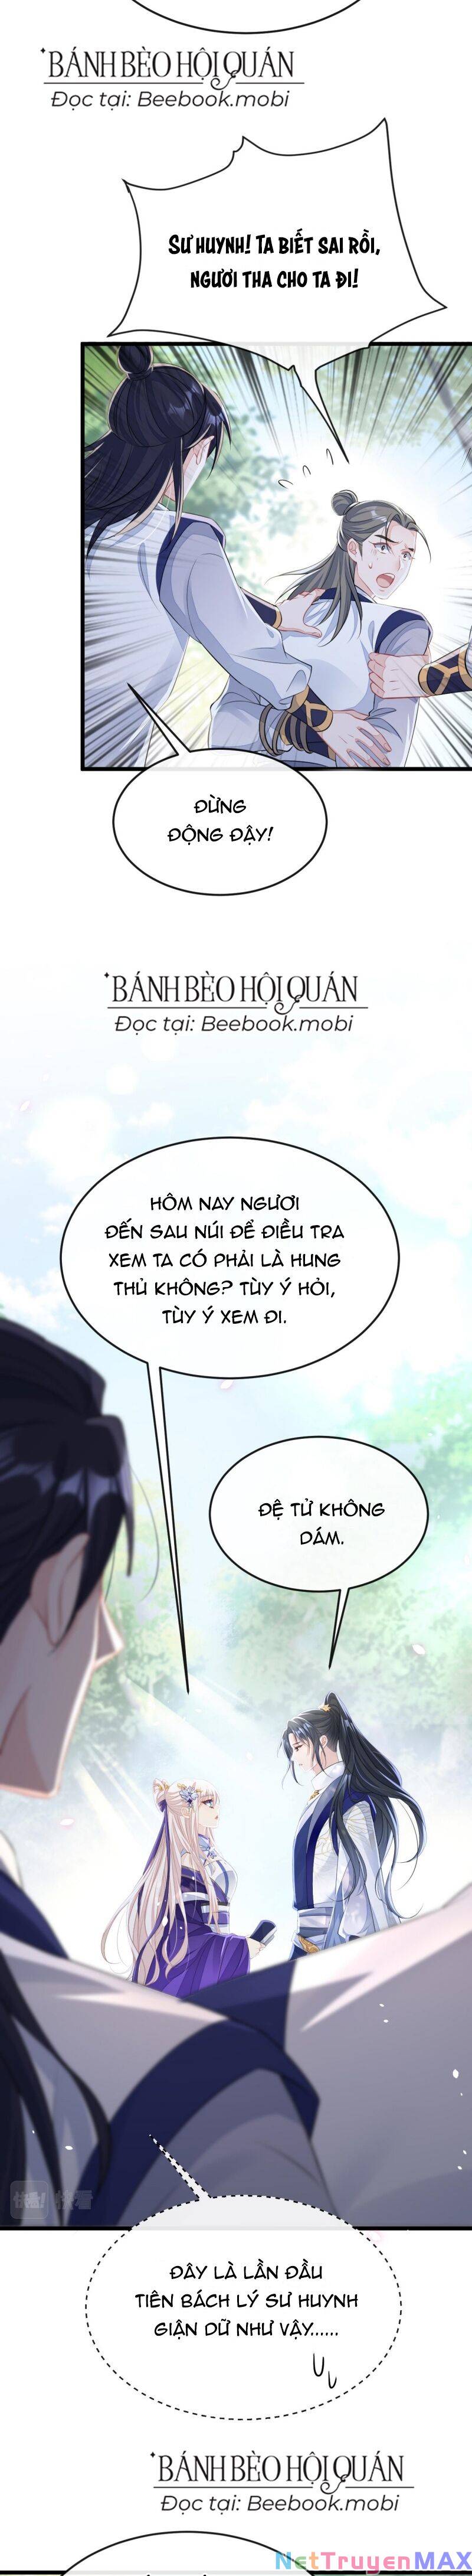 BÁNH BÈO HỘI QUÁN
Đọc tại: Beebook.mobi
SƯ HUYNH! TA BIẾT SAI RỒI,
NGƯƠI THA CHO TA ĐI!
ĐỪNG
ĐỘNG ĐẬY!
BÁNH BÈO HỘI QUÁN
Đọc tại: Beebook.mobi
HÔM NAY NGƯƠI
ĐẾN SAU NÚI ĐỂ ĐIỀU TRA
XEM TA CÓ PHẢI LÀ HUNG
THỦ KHÔNG? TÙY Ý HỎI,
TÙY Ý XEM ĐI.
ĐỆ TỬ KHÔNG
DÁM.
快看! 快看
ĐÂY LÀ LẦN ĐẦU
TIÊN BÁCH LÝ SƯ HUYNH
GIẬN DỮ NHƯ VẬY......
BÁNH BÈO HỘI QUÁN
Đọc tại: Beebook.mobi
NetTruyenMAX